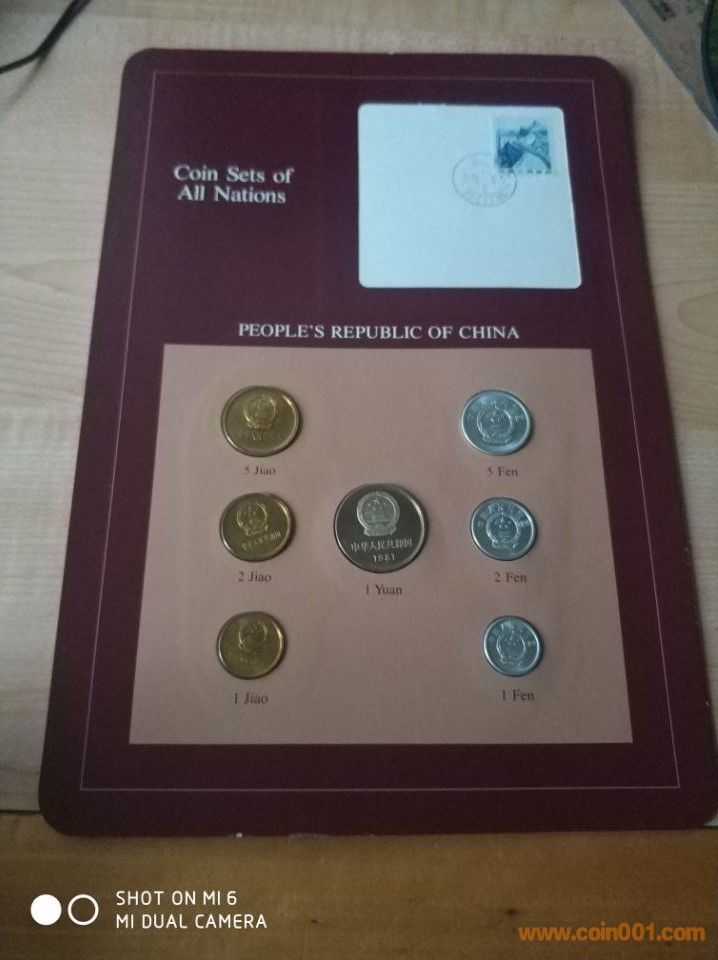 Coin Sets of
All Nations
PEOPLE'S REPUBLIC OF CHINA
5 Jiao
5 Fen
中华人民共和国
1981
2 Jiao
2 Fen
1 Yuan
1 Jiao
1 Fen
SHOT ON MI 6
MI DUAL CAMERA
www.coin001.com